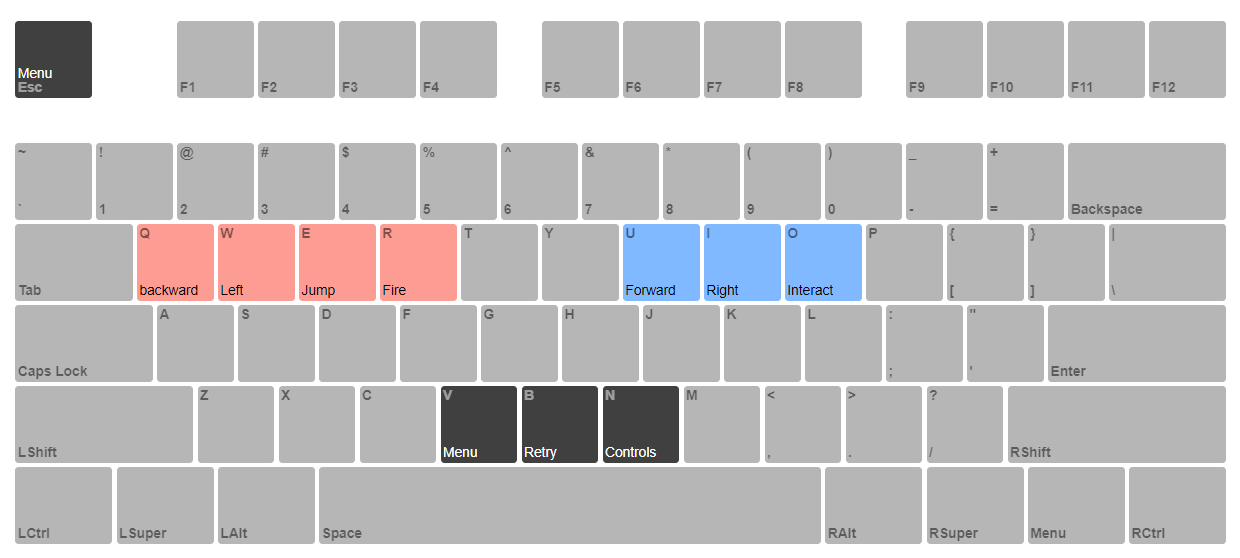 Menu
Esc F1 F2 F3 F4 F5 F6 F7 F8 F9 F10 F11 F12
~ ! @ # $ % ^ & * ( ) _ +
` 1 2 3 4 5 6 7 8 9 0 - = Backspace
Q W E R T Y U I O P { } |
Tab backward Left Jump Fire Forward Right Interact [ ] \
A S D F G H J K L : "
Caps Lock ; ' Enter
Z X C V B N M < > ?
LShift Menu Retry Controls , . / RShift
LCtrl LSuper LAlt Space RAlt RSuper Menu RCtrl